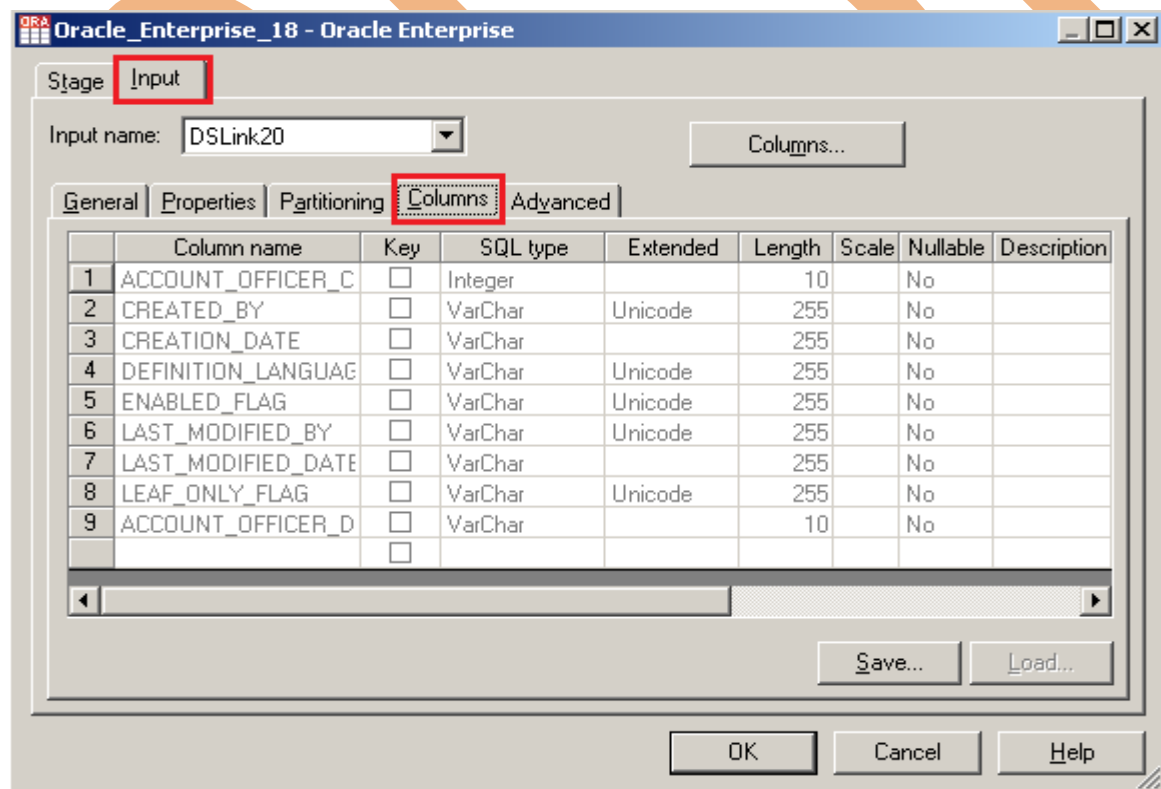 ORA
Oracle_Enterprise_18 - Oracle Enterprise
Stage Input
Input name: DSLink20 Columns...
General Properties Partitioning Columns Advanced
Column name Key SQL type Extended Length Scale Nullable Description
1 ACCOUNT_OFFICER_C Integer 10 No
2 CREATED_BY VarChar Unicode 255 No
3 CREATION_DATE VarChar 255 No
4 DEFINITION_LANGUAG VarChar Unicode 255 No
5 ENABLED_FLAG VarChar Unicode 255 No
6 LAST_MODIFIED_BY VarChar Unicode 255 No
7 LAST_MODIFIED_DATE VarChar 255 No
8 LEAF_ONLY_FLAG VarChar Unicode 255 No
9 ACCOUNT_OFFICER_D VarChar 10 No
Save... Load...
OK Cancel Help